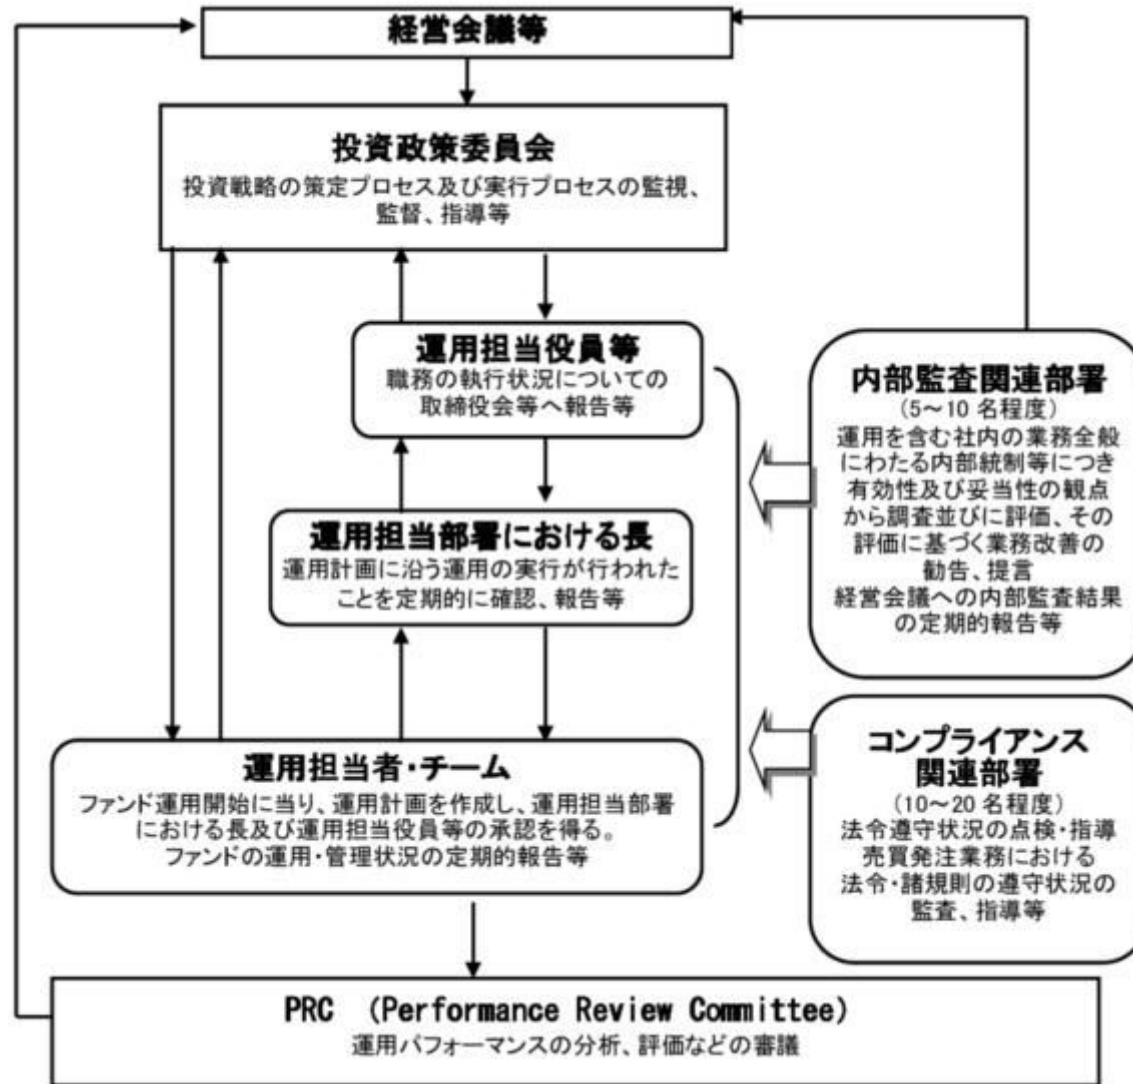 経営会議等
投資政策委員会
投資戦略の策定プロセス及び実行プロセスの監視、
監督、指導等
運用担当役員等
職務の執行状況についての
取締役会等へ報告等
運用担当部署における長
運用計画に沿う運用の実行が行われた
ことを定期的に確認、報告等
運用担当者・チーム
ファンド運用開始に当り、運用計画を作成し、運用担当部署
における長及び運用担当役員等の承認を得る。
ファンドの運用・管理状況の定期的報告等
内部監査関連部署
(5～10 名程度)
運用を含む社内の業務全般
にわたる内部統制等につき
有効性及び妥当性の観点
から調査並びに評価、その
評価に基づく業務改善の
勧告、提言
経営会議への内部監査結果
の定期的報告等
コンプライアンス
関連部署
(10～20 名程度)
法令遵守状況の点検・指導
売買発注業務における
法令・諸規則の遵守状況の
監査、指導等
PRC (Performance Review Committee)
運用パフォーマンスの分析、評価などの審議